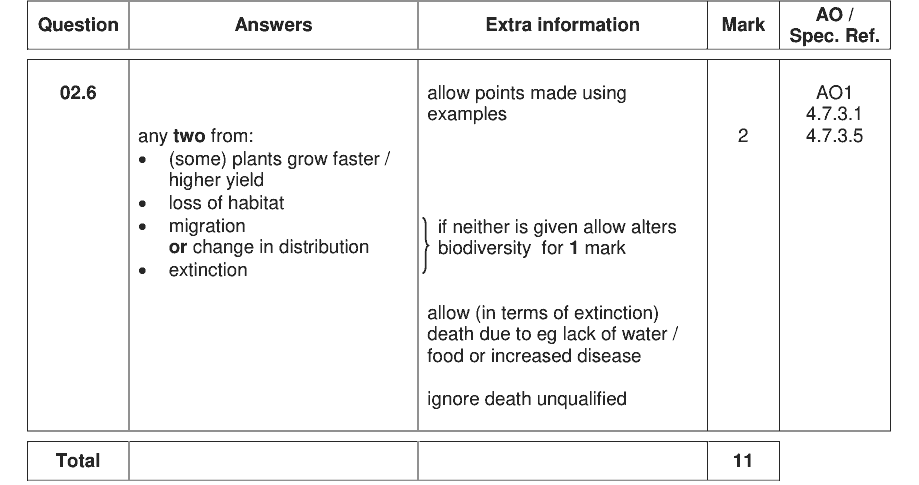 Question Answers Extra information Mark AO /
Spec. Ref.
02.6
any two from:
• (some) plants grow faster /
higher yield
• loss of habitat
• migration
or change in distribution
• extinction
allow points made using
examples
if neither is given allow alters
biodiversity for 1 mark
allow (in terms of extinction)
death due to eg lack of water /
food or increased disease
ignore death unqualified
2
AO1
4.7.3.1
4.7.3.5
Total 11